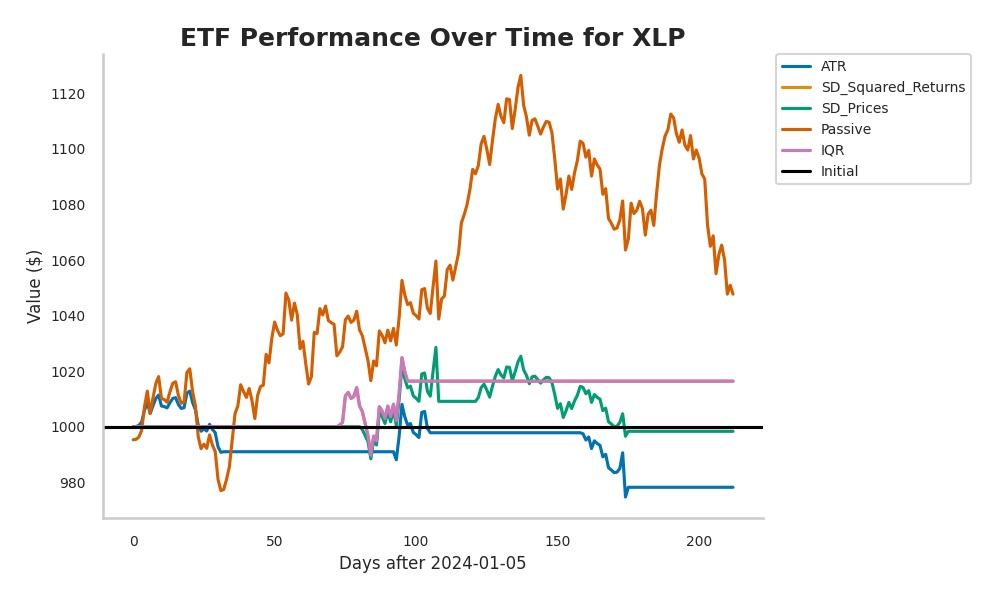 ETF Performance Over Time for XLP
Value ($)
1120
1100
1080
1060
1040
1020
1000
980
0 50 100 150 200
Days after 2024-01-05
ATR
SD_Squared_Returns
SD_Prices
Passive
IQR
Initial